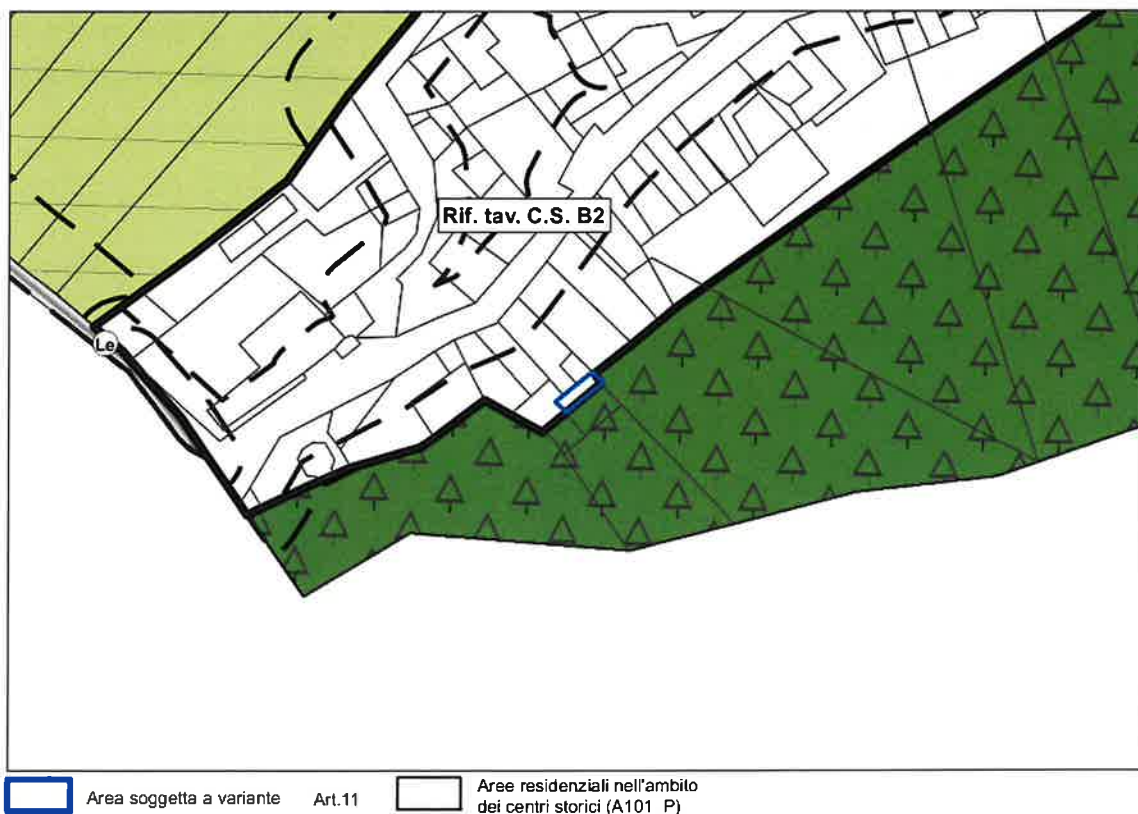 Rif. tav. C.S. B2
Le
Area soggetta a variante Art.11 Aree residenziali nell'ambito
dei centri storici (A101_P)